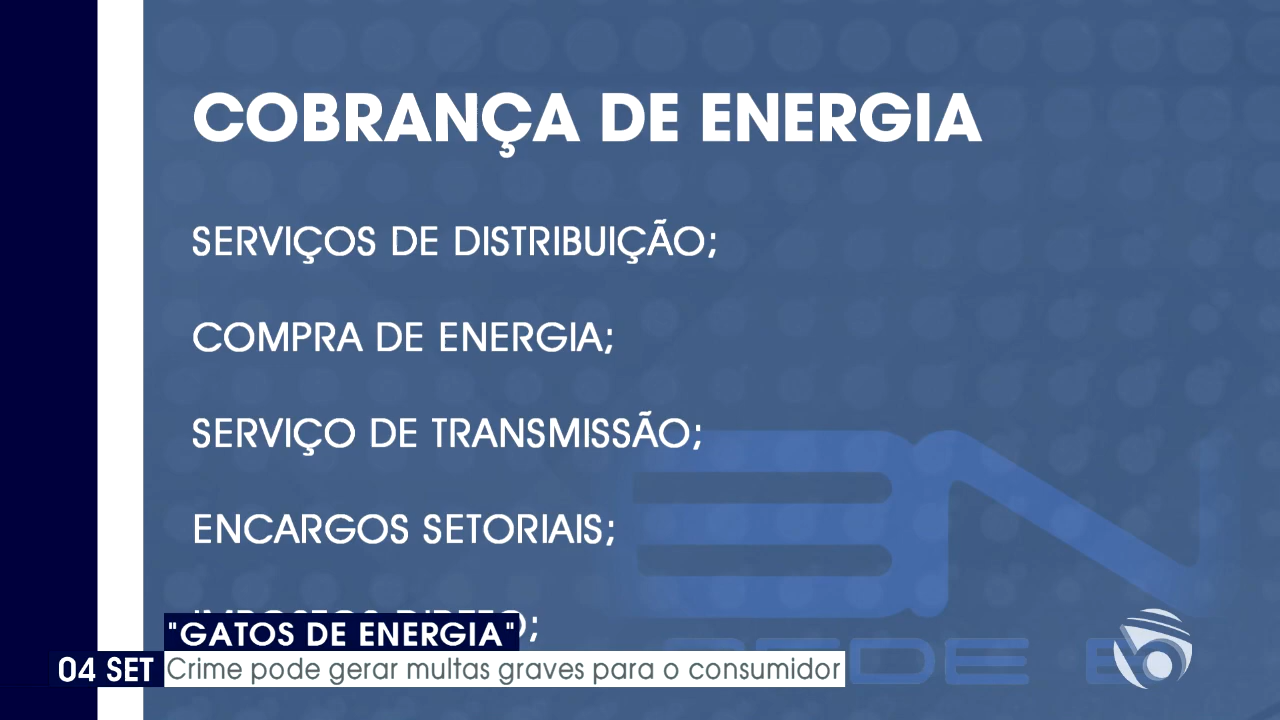 COBRANÇA DE ENERGIA
SERVIÇOS DE DISTRIBUIÇÃO;
COMPRA DE ENERGIA;
SERVIÇO DE TRANSMISSÃO;
ENCARGOS SETORIAIS;
"GATOS DE ENERGIA"
04 SET Crime pode gerar multas graves para o consumidor